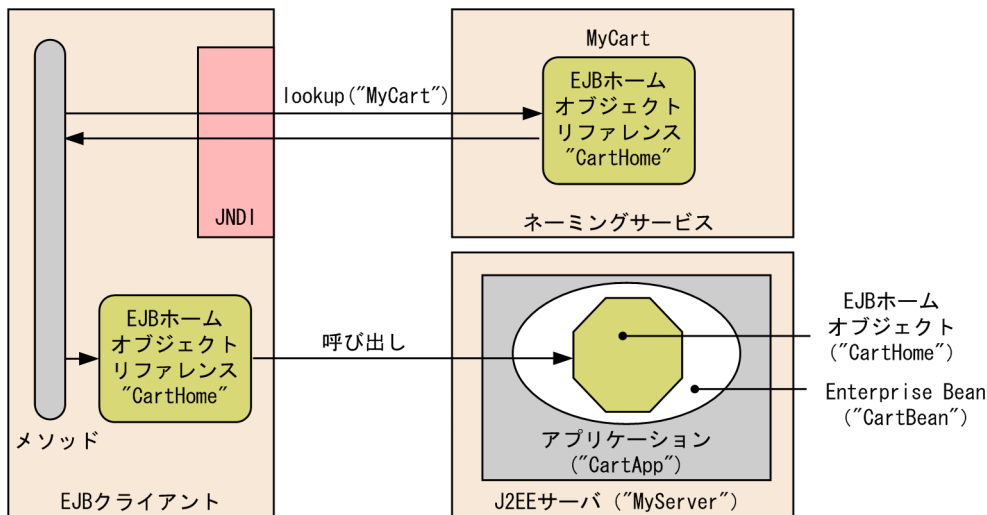 MyCart
EJBホーム
オブジェクト
リファレンス
"CartHome"
ネーミングサービス
lookup("MyCart")
JNDI
EJBホーム
オブジェクト
リファレンス
"CartHome"
メソッド
EJBクライアント
呼び出し
アプリケーション
("CartApp")
J2EEサーバ("MyServer")
EJBホーム
オブジェクト
("CartHome")
Enterprise Bean
("CartBean")